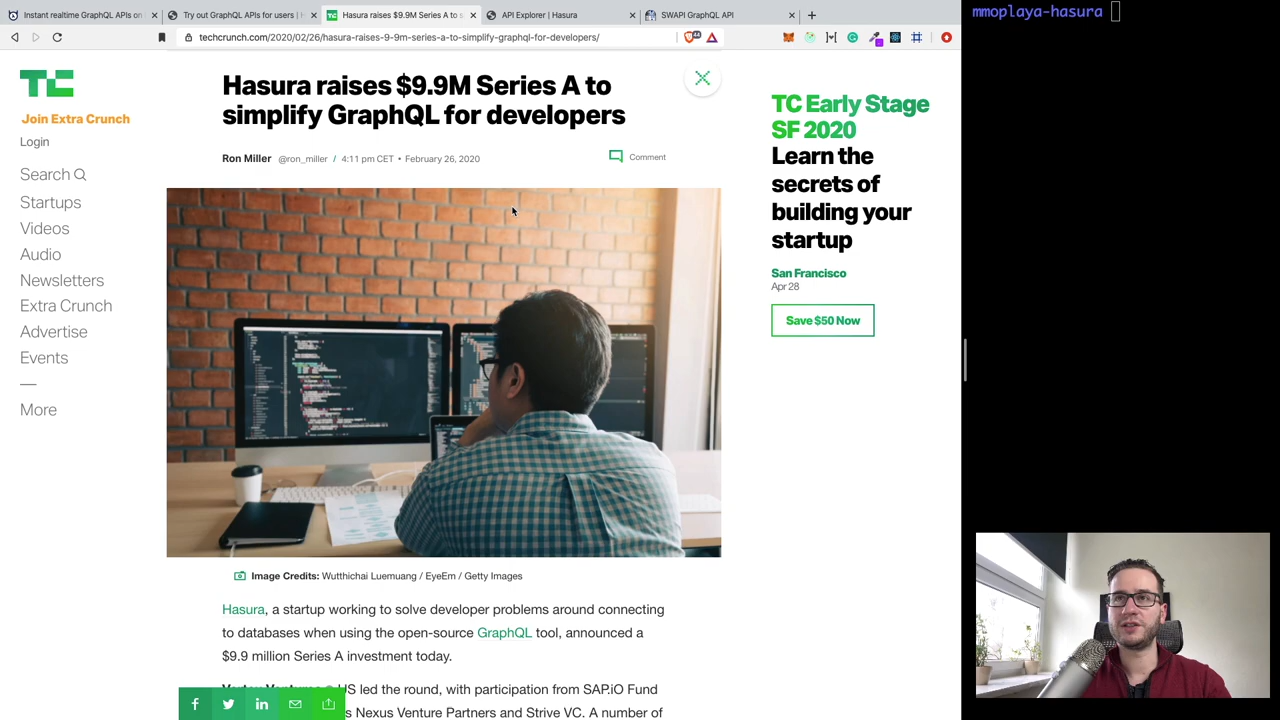 Instant realtime GraphQL APIs on
Try out GraphQL APIs for users | H
Hasura raises $9.9M Series A to s
API Explorer | Hasura
SWAPI GraphQL API
mmoplaya-hasura
techcrunch.com/2020/02/26/hasura-raises-9-9m-series-a-to-simplify-graphql-for-developers/
TC
Join Extra Crunch
Login
Search
Startups
Videos
Audio
Newsletters
Extra Crunch
Advertise
Events
More
Hasura raises $9.9M Series A to
simplify GraphQL for developers
Ron Miller @ron_miller / 4:11 pm CET • February 26, 2020
Comment
Image Credits: Wutthichai Luemuang / EyeEm / Getty Images
Hasura, a startup working to solve developer problems around connecting
to databases when using the open-source GraphQL tool, announced a
$9.9 million Series A investment today.
US led the round, with participation from SAP.iO Fund
s Nexus Venture Partners and Strive VC. A number of
TC Early Stage
SF 2020
Learn the
secrets of
building your
startup
San Francisco
Apr 28
Save $50 Now